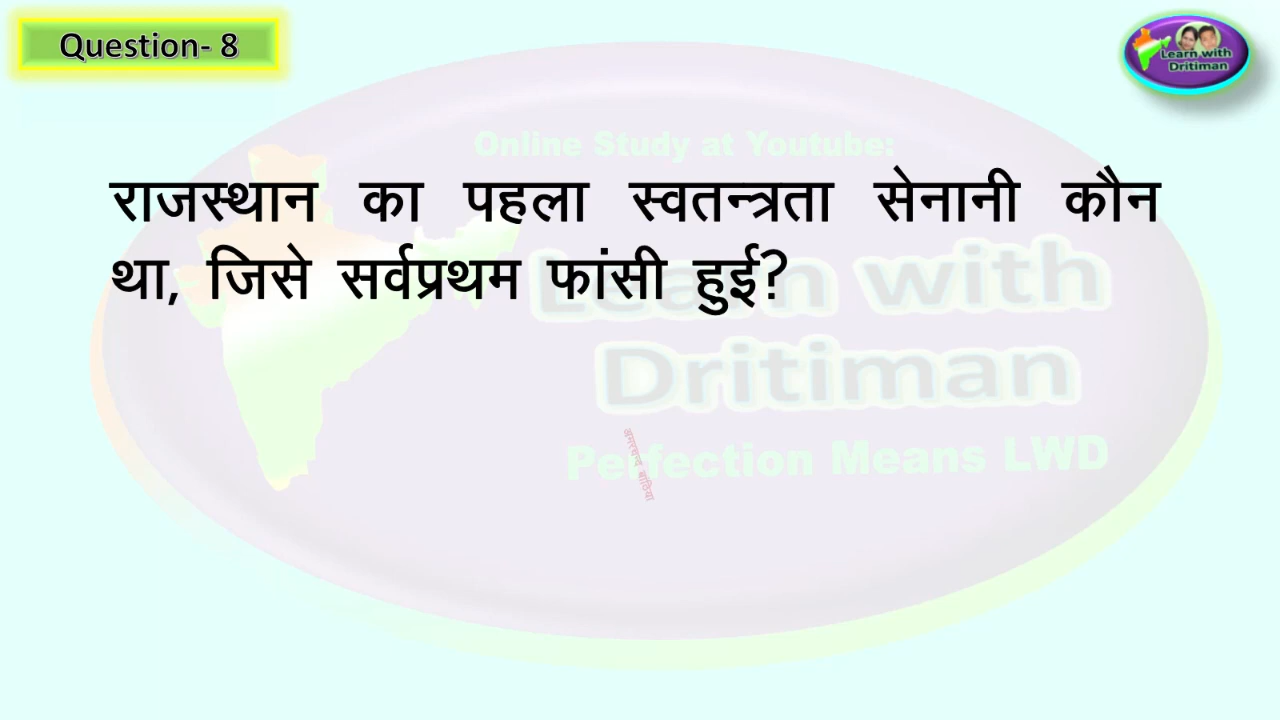 Question- 8
Learn with
Dritiman
Online Study at Youtube:
राजस्थान का पहला स्वतन्त्रता सेनानी कौन
था, जिसे सर्वप्रथम फांसी हुई?
Learn with
Dritiman
Perfection Means LWD
अमरचन्द बांठिया